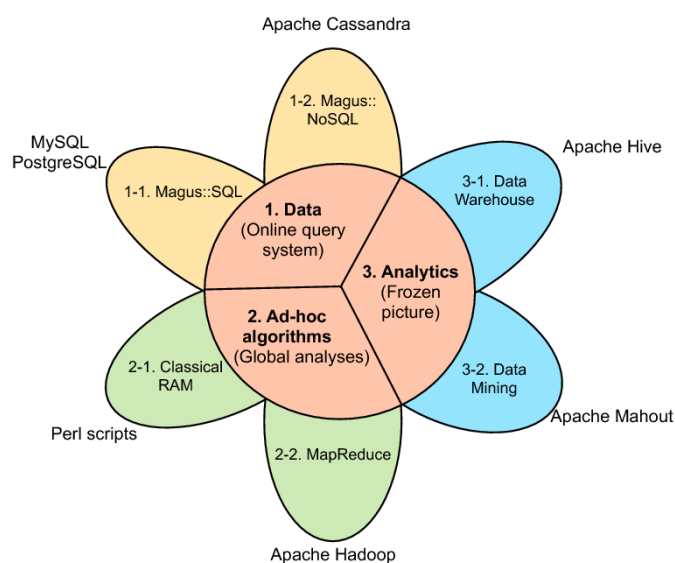 Apache Cassandra
1-2. Magus::
NoSQL
MySQL
PostgreSQL
1-1. Magus::SQL
Apache Hive
3-1. Data
Warehouse
1. Data
(Online query
system)
3. Analytics
(Frozen
picture)
2. Ad-hoc
algorithms
(Global analyses)
2-1. Classical
RAM
3-2. Data
Mining
Perl scripts
Apache Mahout
2-2. MapReduce
Apache Hadoop